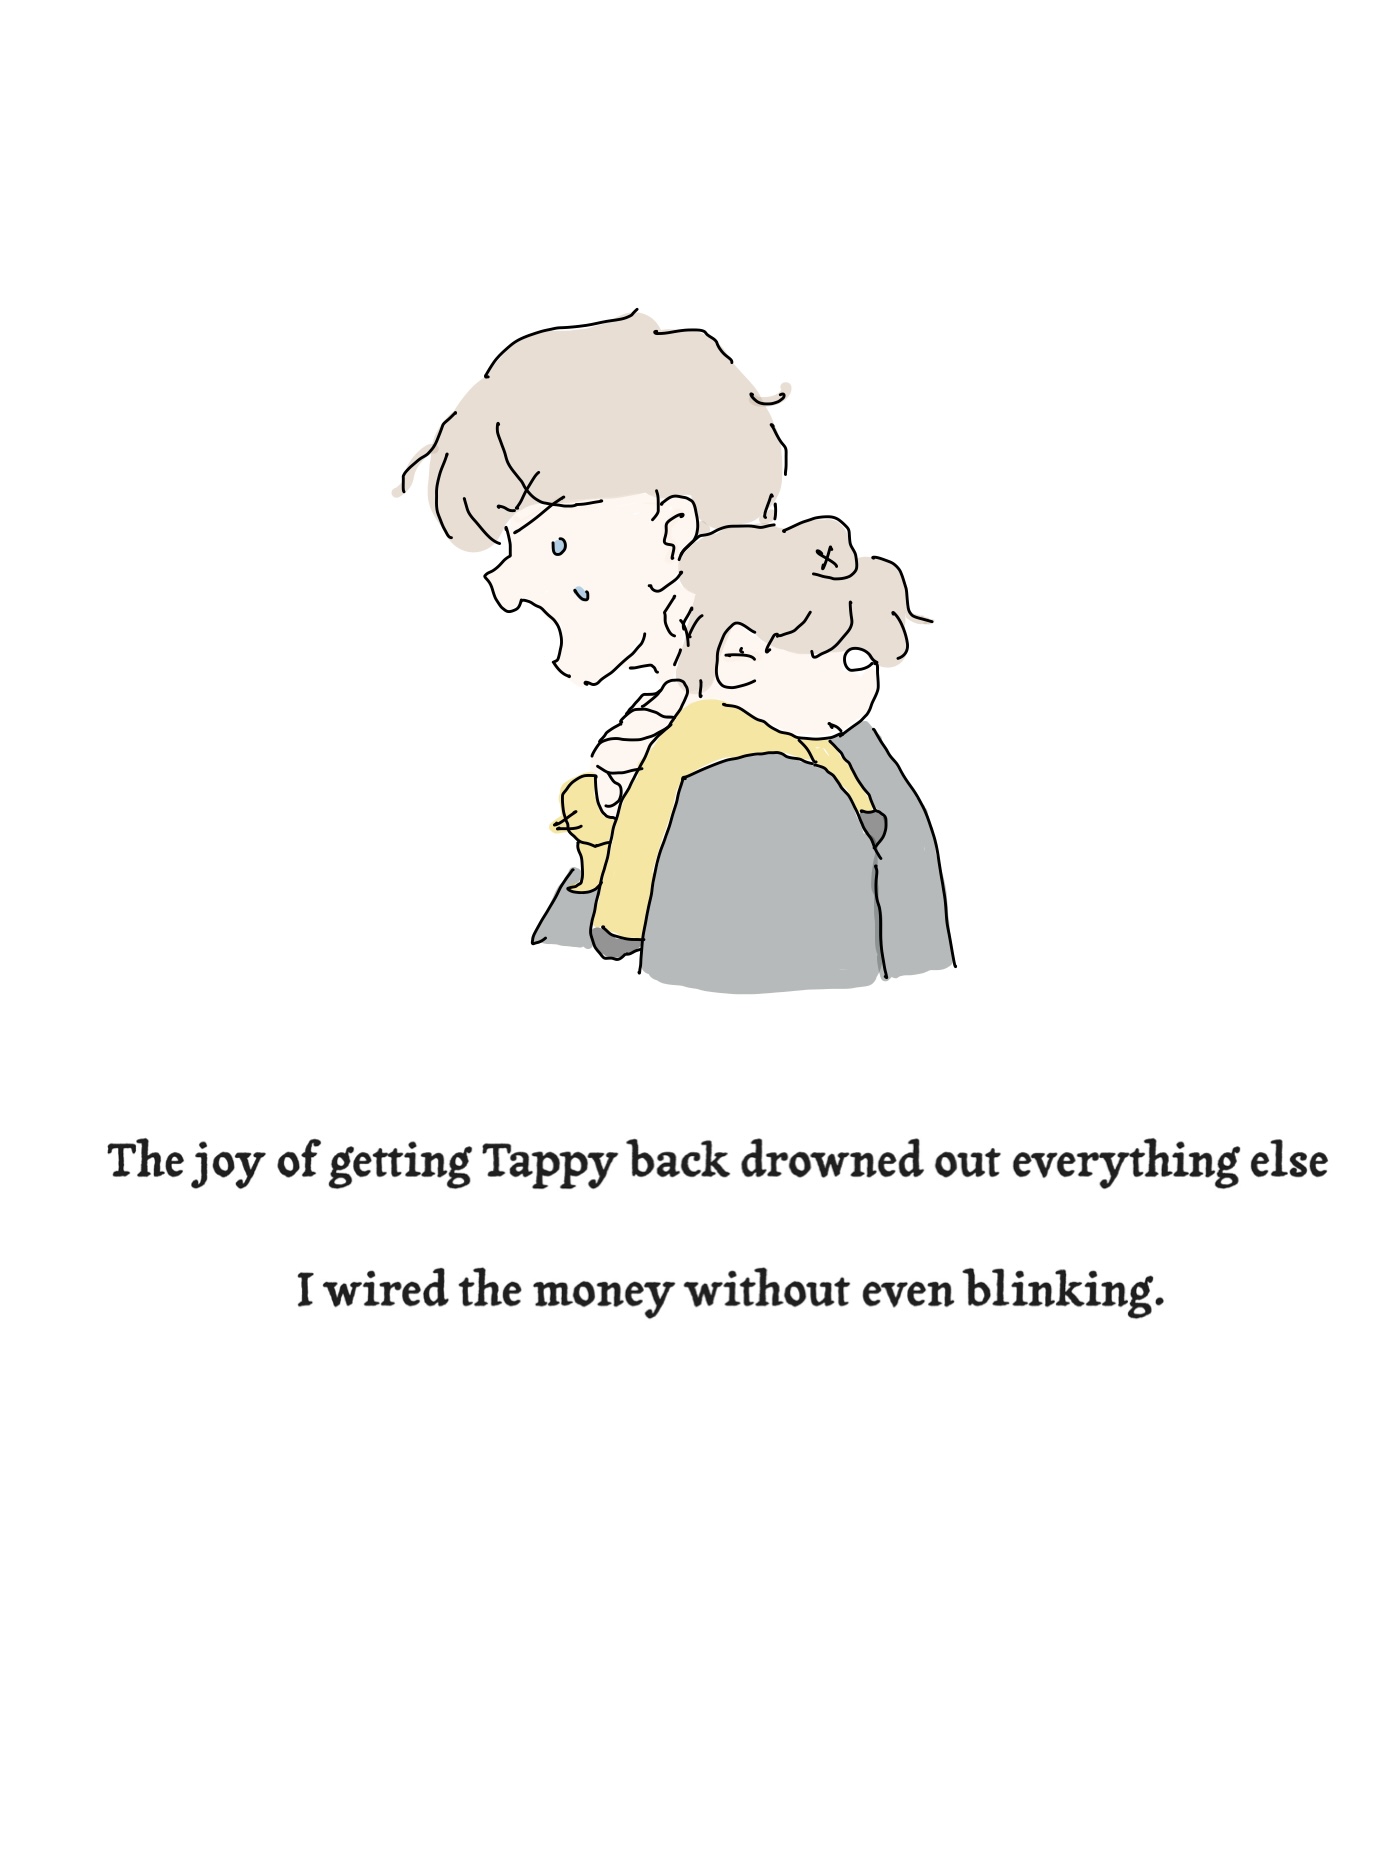 The joy of getting Tappy back drowned out everything else
I wired the money without even blinking.